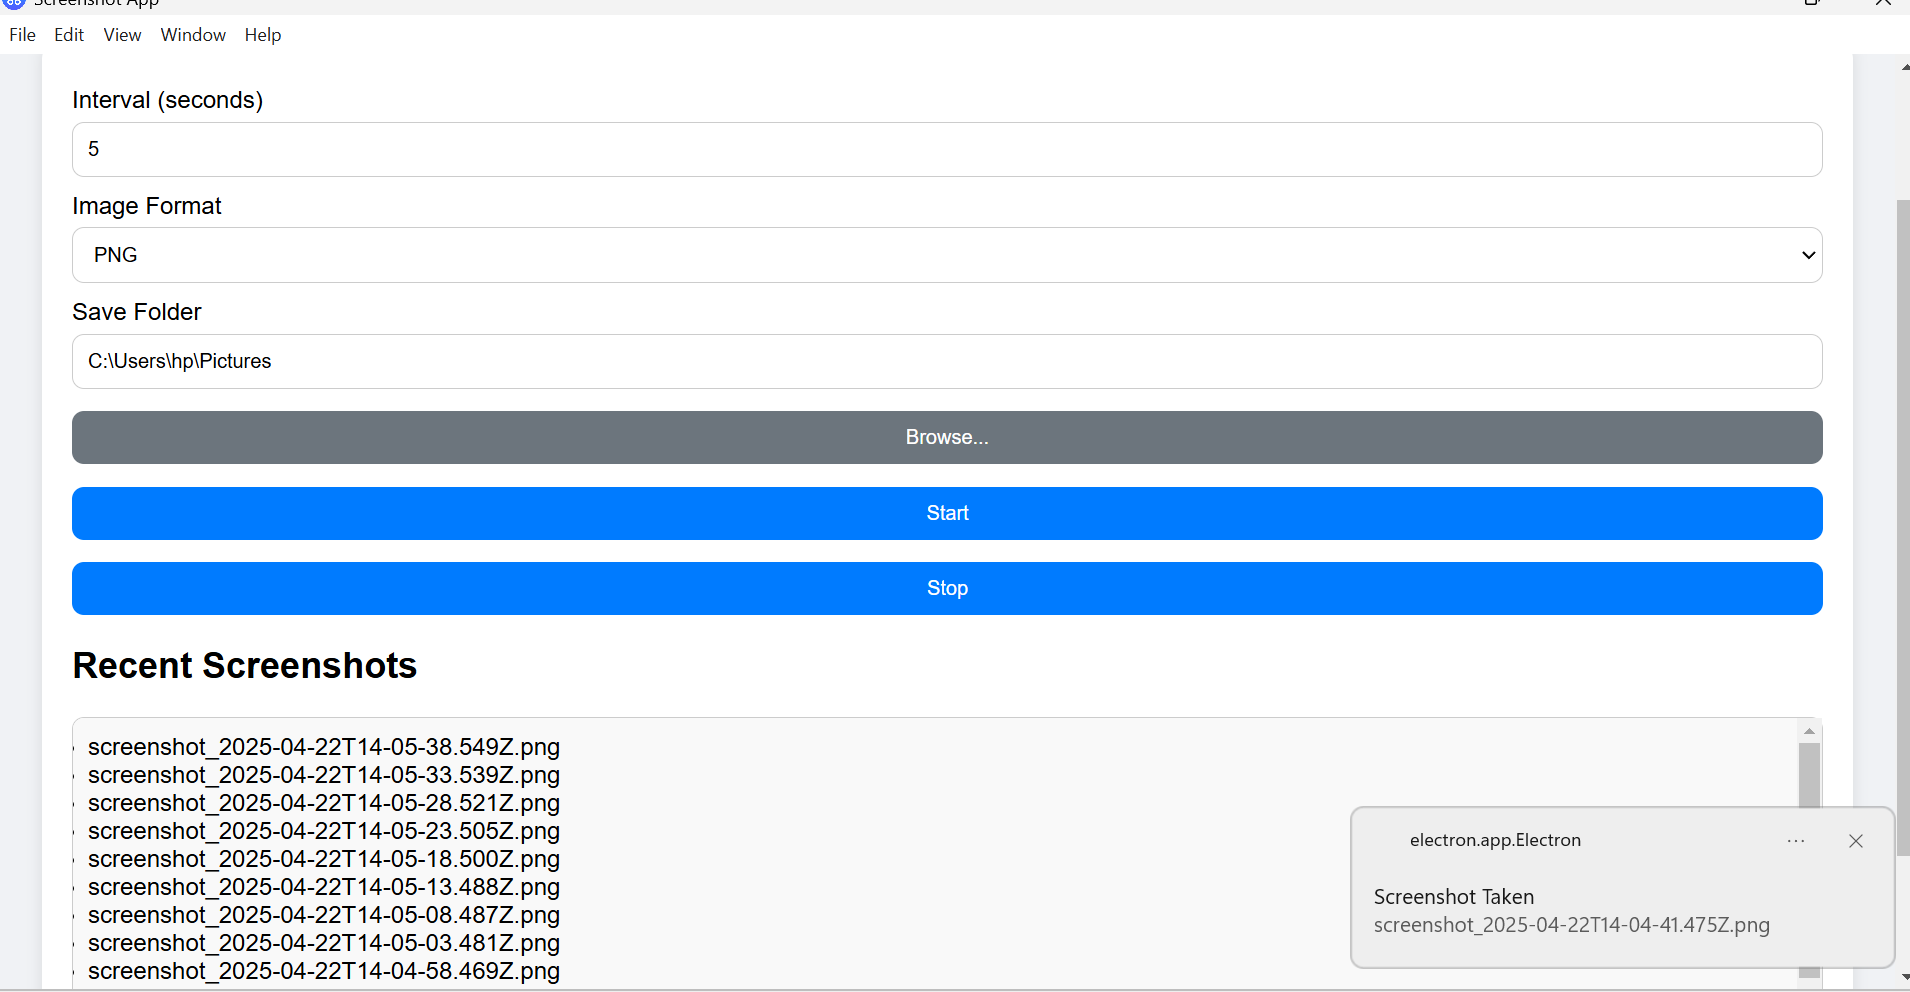 Screenshot App
File Edit View Window Help
Interval (seconds)
5
Image Format
PNG
Save Folder
C:\Users\hp\Pictures
Browse...
Start
Stop
Recent Screenshots
screenshot_2025-04-22T14-05-38.549Z.png
screenshot_2025-04-22T14-05-33.539Z.png
screenshot_2025-04-22T14-05-28.521Z.png
screenshot_2025-04-22T14-05-23.505Z.png
screenshot_2025-04-22T14-05-18.500Z.png
screenshot_2025-04-22T14-05-13.488Z.png
screenshot_2025-04-22T14-05-08.487Z.png
screenshot_2025-04-22T14-05-03.481Z.png
screenshot_2025-04-22T14-04-58.469Z.png
electron.app.Electron
Screenshot Taken
screenshot_2025-04-22T14-04-41.475Z.png